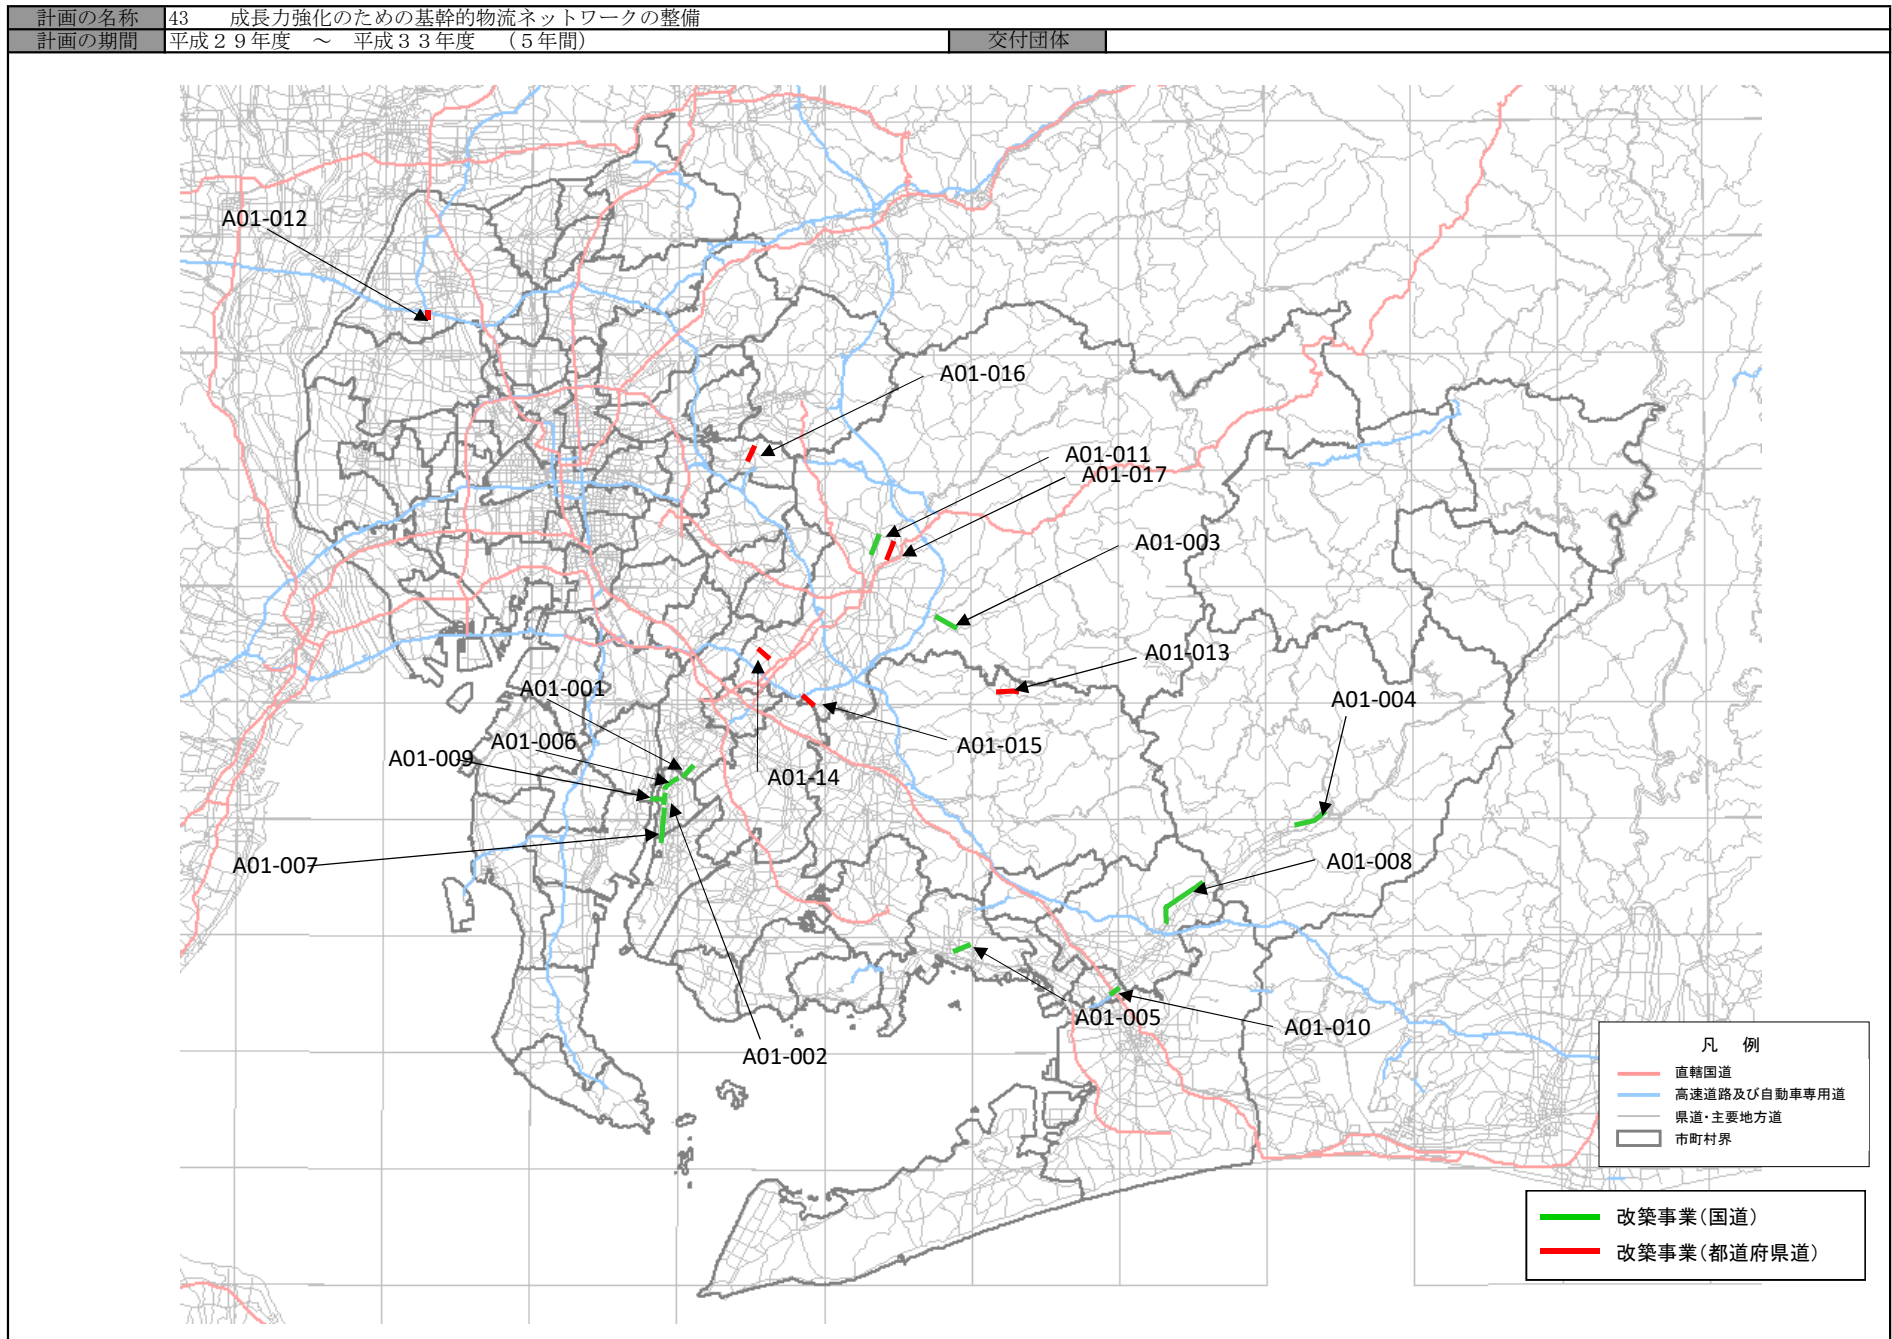 計画の名称 43 成長力強化のための基幹的物流ネットワークの整備
計画の期間 平成２９年度 ～ 平成３３年度 （５年間） 交付団体
A01-012
A01-016
A01-011
A01-017
A01-003
A01-013
A01-001
A01-004
A01-006
A01-015
A01-009
A01-14
A01-007
A01-008
A01-005
A01-010
A01-002
凡 例
直轄国道
高速道路及び自動車専用道
県道・主要地方道
市町村界
改築事業（国道）
改築事業（都道府県道）